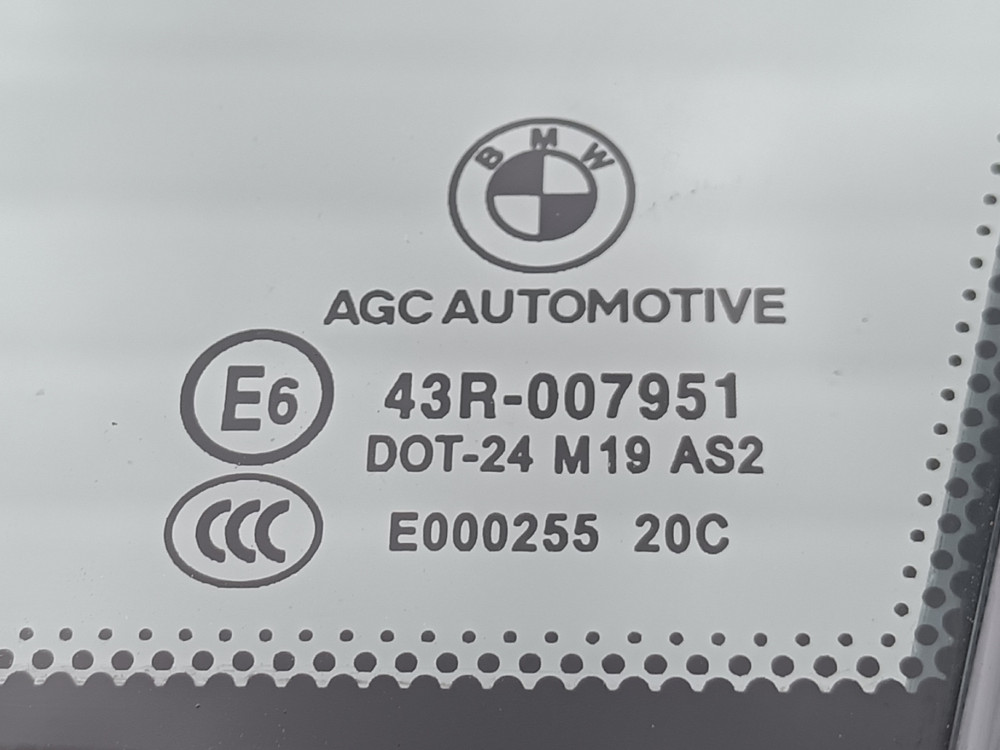 BMW
AGC AUTOMOTIVE
E6 43R-007951
DOT-24 M19 AS2
CCC E000255 20C